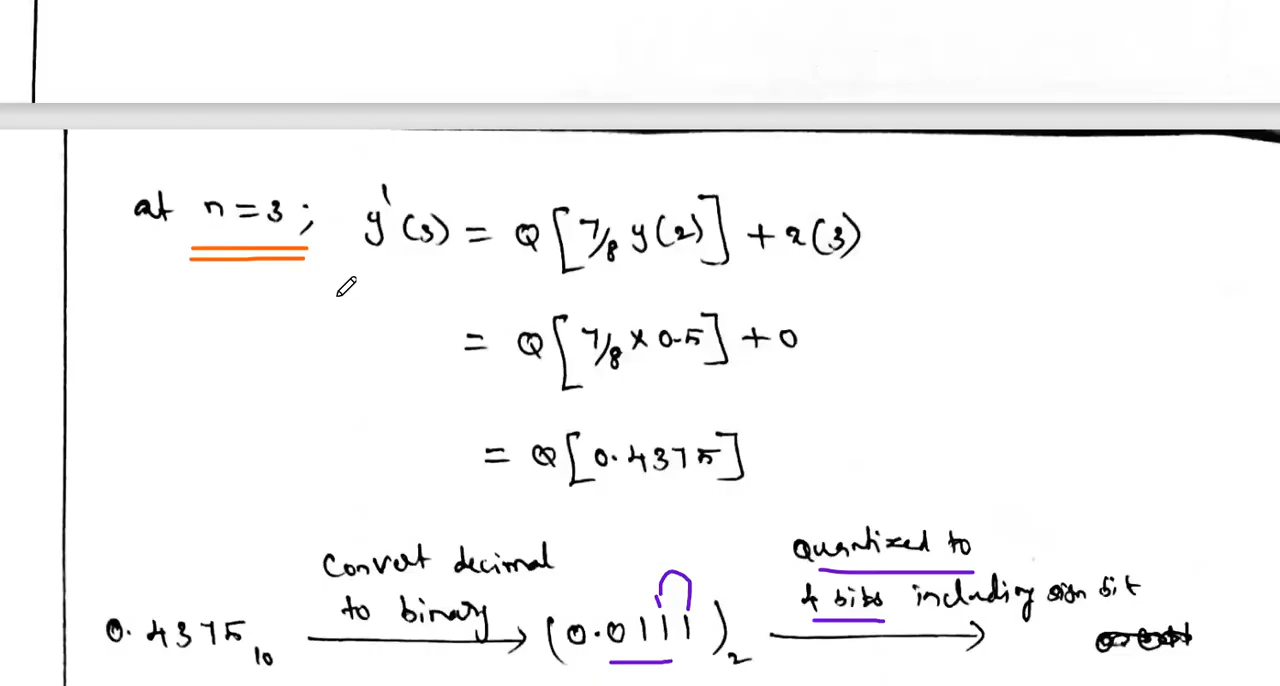 at n=3; y'(3) = Q[7/8 y(2)] + x(3)
= Q[7/8 × 0.5] + 0
= Q[0.4375]
Convert decimal to binary
Quantized to 4 bits including sign bit
0.4375₁₀ → (0.0111)₂ →